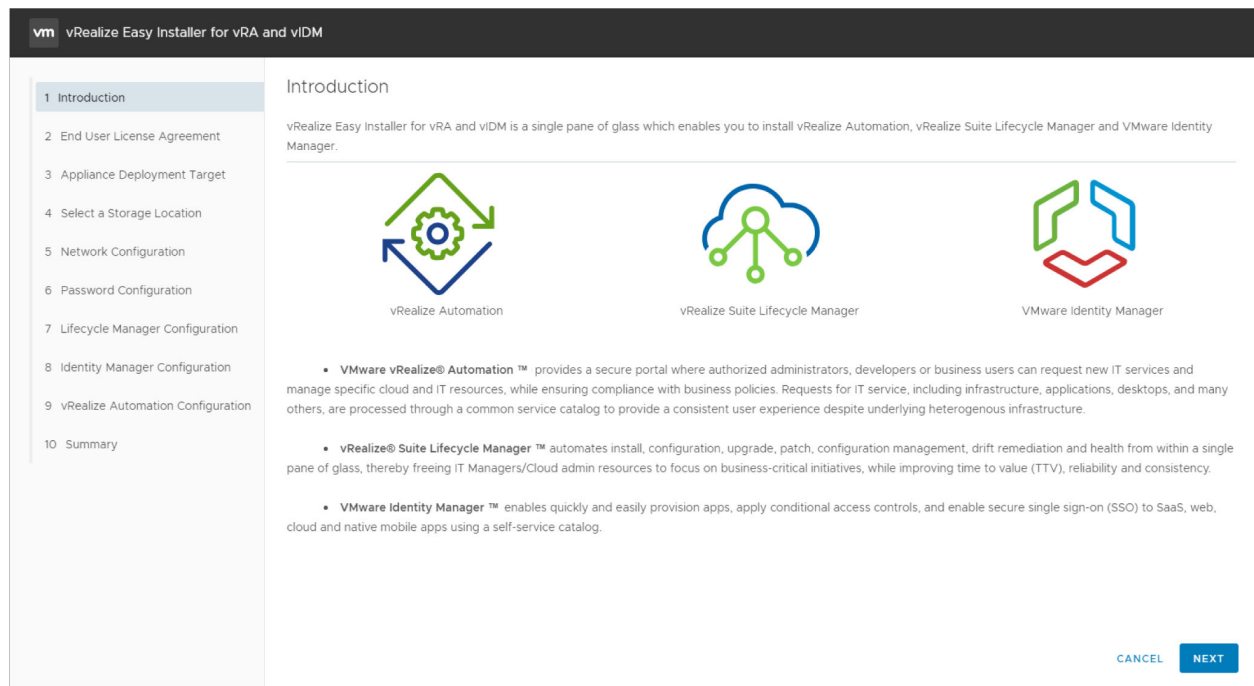 vm vRealize Easy Installer for vRA and vIDM
1 Introduction
2 End User License Agreement
3 Appliance Deployment Target
4 Select a Storage Location
5 Network Configuration
6 Password Configuration
7 Lifecycle Manager Configuration
8 Identity Manager Configuration
9 vRealize Automation Configuration
10 Summary
Introduction
vRealize Easy Installer for vRA and vIDM is a single pane of glass which enables you to install vRealize Automation, vRealize Suite Lifecycle Manager and VMware Identity
Manager.
vRealize Automation
vRealize Suite Lifecycle Manager
VMware Identity Manager
• VMware vRealize® Automation ™ provides a secure portal where authorized administrators, developers or business users can request new IT services and
manage specific cloud and IT resources, while ensuring compliance with business policies. Requests for IT service, including infrastructure, applications, desktops, and many
others, are processed through a common service catalog to provide a consistent user experience despite underlying heterogenous infrastructure.
• vRealize® Suite Lifecycle Manager ™ automates install, configuration, upgrade, patch, configuration management, drift remediation and health from within a single
pane of glass, thereby freeing IT Managers/Cloud admin resources to focus on business-critical initiatives, while improving time to value (TTV), reliability and consistency.
• VMware Identity Manager ™ enables quickly and easily provision apps, apply conditional access controls, and enable secure single sign-on (SSO) to SaaS, web,
cloud and native mobile apps using a self-service catalog.
CANCEL
NEXT